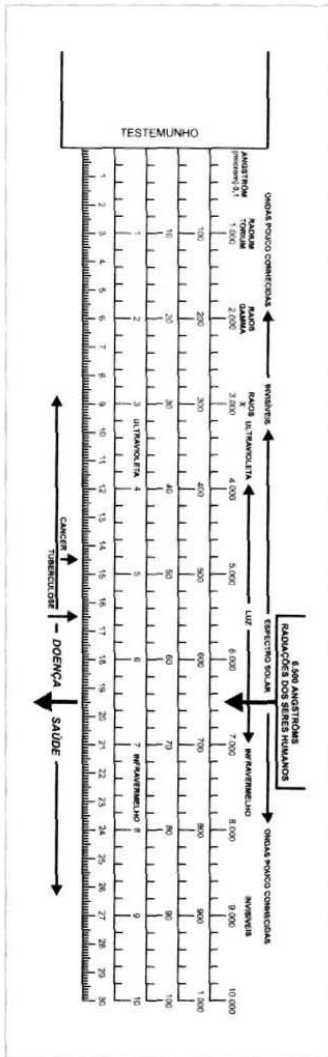 6.500 ANGSTRÖMS
RADIAÇÕES DOS SERES HUMANOS
ONDAS POUCO CONHECIDAS INVISÍVEIS ESPECTRO SOLAR ONDAS POUCO CONHECIDAS
RADIUM TORIUM RAIOS GAMMA RAIOS X ULTRAVIOLETA LUZ INFRAVERMELHO INVISÍVEIS
ANGSTRÖM (microm)-0,1 1.000 2.000 3.000 4.000 5.000 6.000 7.000 8.000 9.000 10.000
100 200 300 400 500 600 700 800 900 1.000
TESTEMUNHO
10 20 30 40 50 60 70 80 90 100
1 2 3 ULTRAVIOLETA 4 5 6 7 INFRAVERMELHO 8 9 10
1 2 3 4 5 6 7 8 9 10 11 12 13 14 15 16 17 18 19 20 21 22 23 24 25 26 27 28 29 30
CANCER
TUBERCULOSE
– DOENÇA SAÚDE